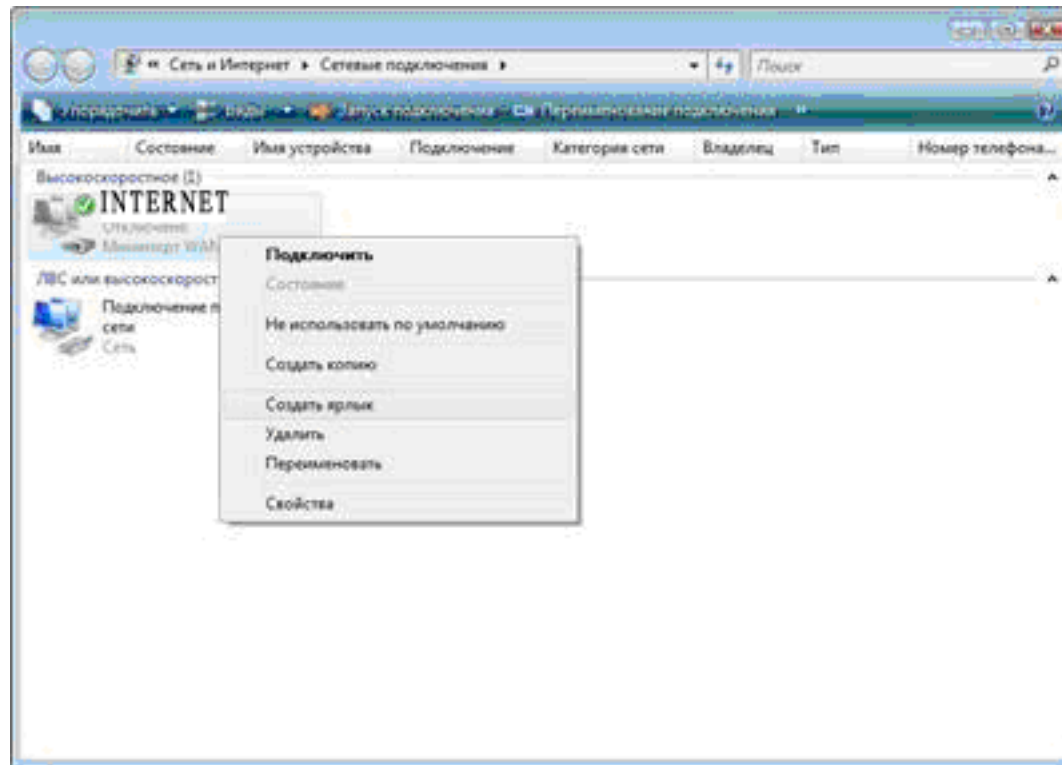 « Сеть и Интернет ▸ Сетевые подключения ▸ Поиск
Упорядочить Виды Запуск подключения Переименование подключения »
Имя Состояние Имя устройства Подключение Категория сети Владелец Тип Номер телефона...
Высокоскоростное (1)
INTERNET
Отключено
Минипорт WAN
Подключить
Состояние
Не использовать по умолчанию
Создать копию
Создать ярлык
Удалить
Переименовать
Свойства
ЛВС или высокоскорост
Подключение п
сети
Сеть